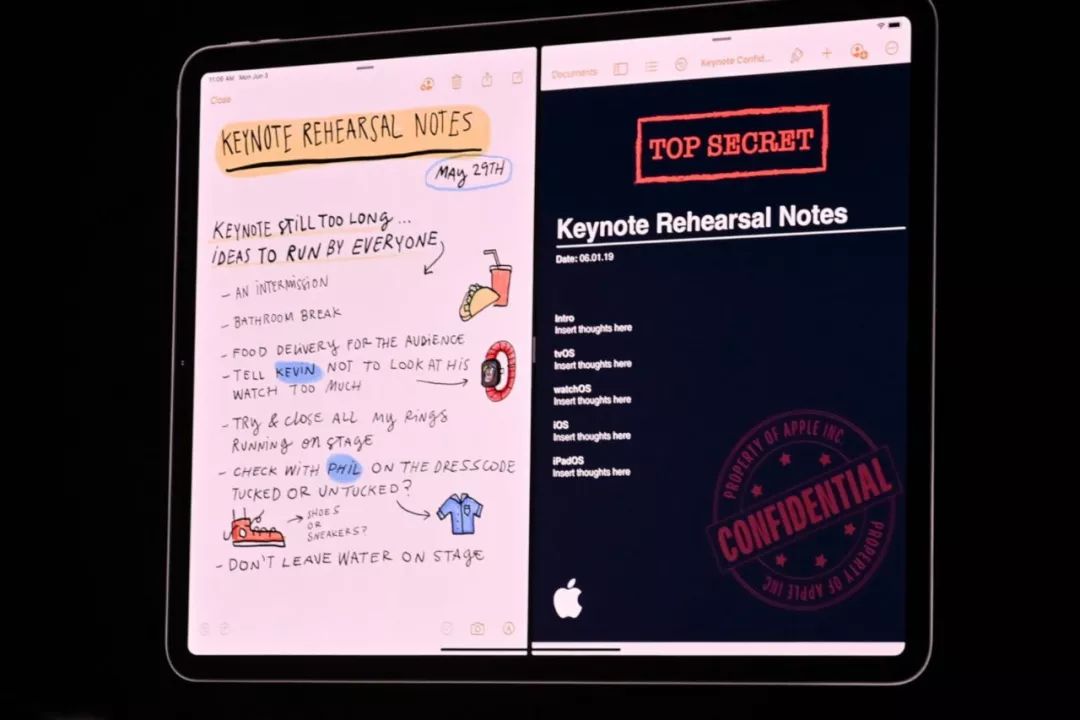 11:06 AM Mon Jun 3
Close
KEYNOTE REHEARSAL NOTES
MAY 29TH
KEYNOTE STILL TOO LONG...
IDEAS TO RUN BY EVERYONE
- AN INTERMISSION
- BATHROOM BREAK
- FOOD DELIVERY FOR THE AUDIENCE
- TELL KEVIN NOT TO LOOK AT HIS
WATCH TOO MUCH
- TRY & CLOSE ALL MY RINGS
RUNNING ON STAGE
- CHECK WITH PHIL ON THE DRESSCODE
TUCKED OR UNTUCKED?
SHOES
OR
SNEAKERS?
- DON'T LEAVE WATER ON STAGE
Documents
Keynote Confid...
TOP SECRET
Keynote Rehearsal Notes
Date: 06.01.19
Intro
Insert thoughts here
tvOS
Insert thoughts here
watchOS
Insert thoughts here
iOS
Insert thoughts here
iPadOS
Insert thoughts here
PROPERTY OF APPLE INC
CONFIDENTIAL
PROPERTY OF APPLE INC